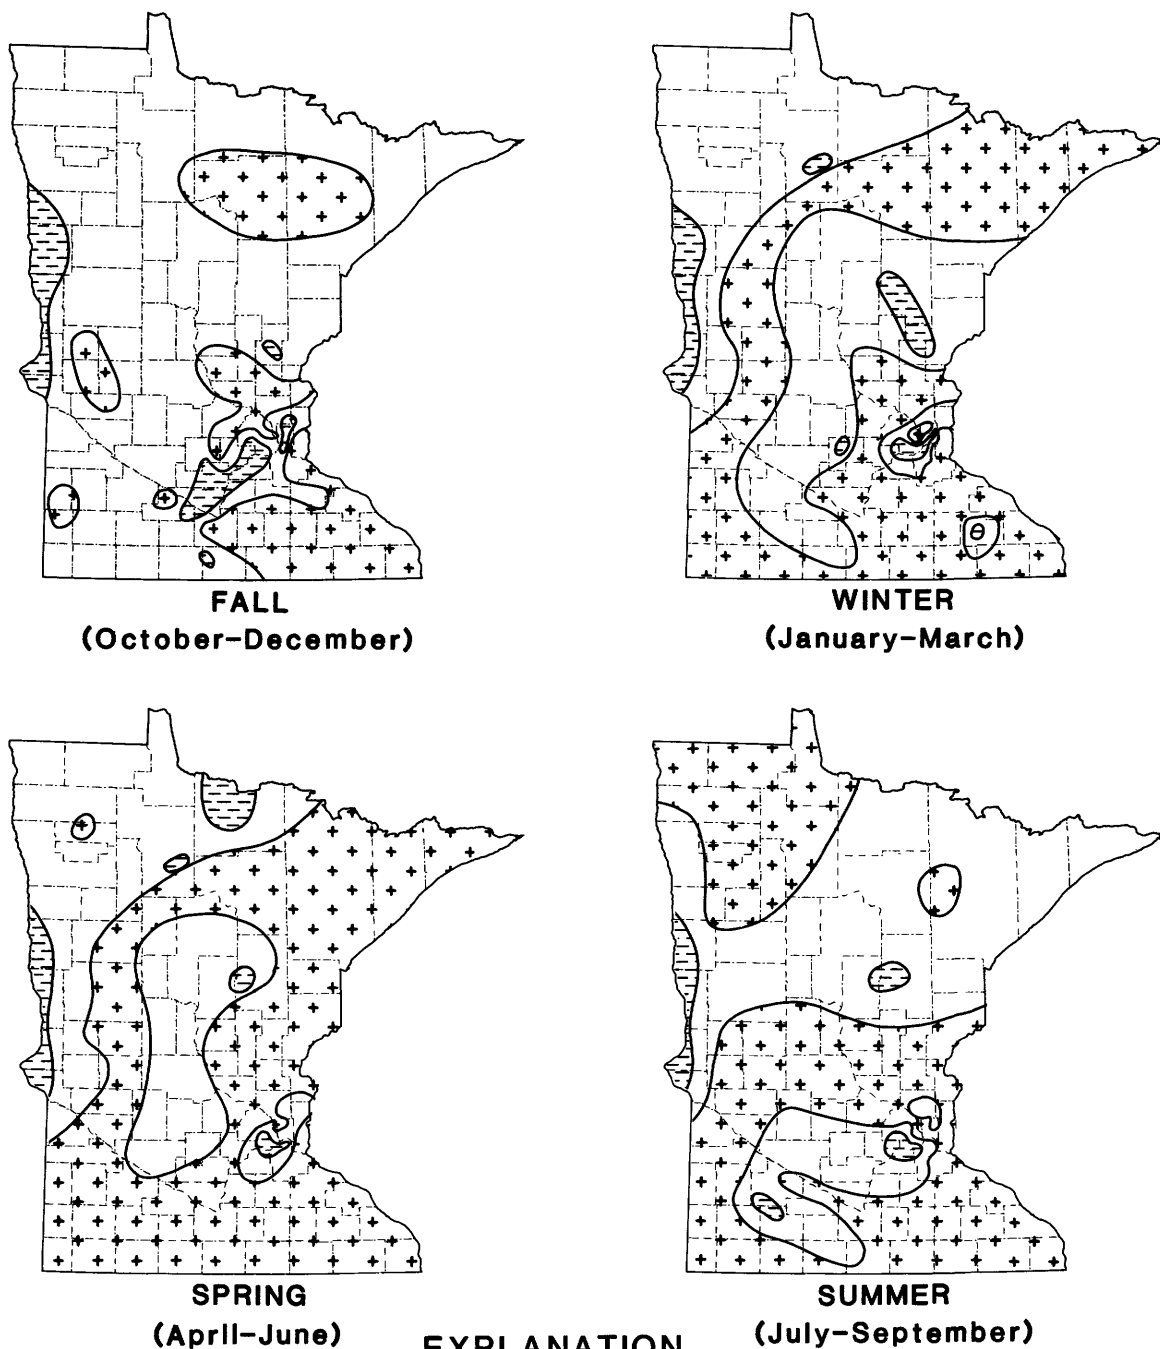 FALL
(October-December)
WINTER
(January-March)
SPRING
(April-June)
SUMMER
(July-September)
EXPLANATION